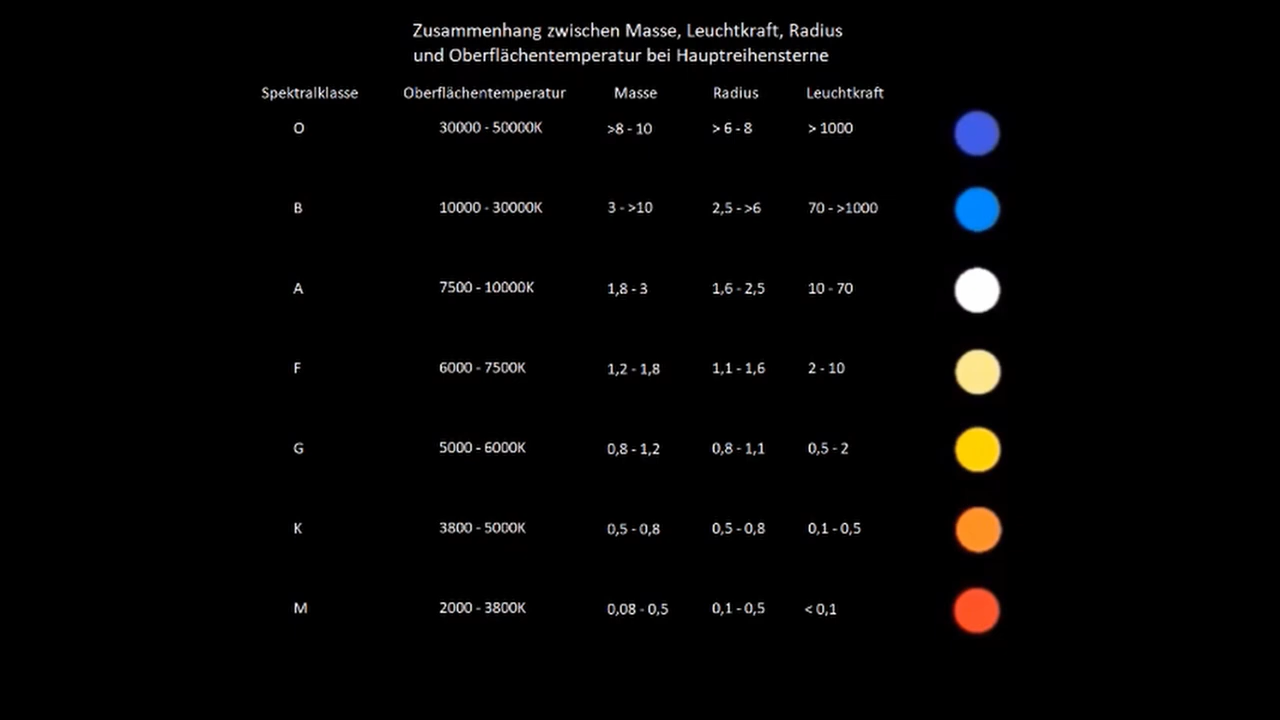 Zusammenhang zwischen Masse, Leuchtkraft, Radius
und Oberflächentemperatur bei Hauptreihensterne
Spektralklasse Oberflächentemperatur Masse Radius Leuchtkraft
O 30000 - 50000K >8 - 10 > 6 - 8 > 1000
B 10000 - 30000K 3 - >10 2,5 - >6 70 - >1000
A 7500 - 10000K 1,8 - 3 1,6 - 2,5 10 - 70
F 6000 - 7500K 1,2 - 1,8 1,1 - 1,6 2 - 10
G 5000 - 6000K 0,8 - 1,2 0,8 - 1,1 0,5 - 2
K 3800 - 5000K 0,5 - 0,8 0,5 - 0,8 0,1 - 0,5
M 2000 - 3800K 0,08 - 0,5 0,1 - 0,5 < 0,1